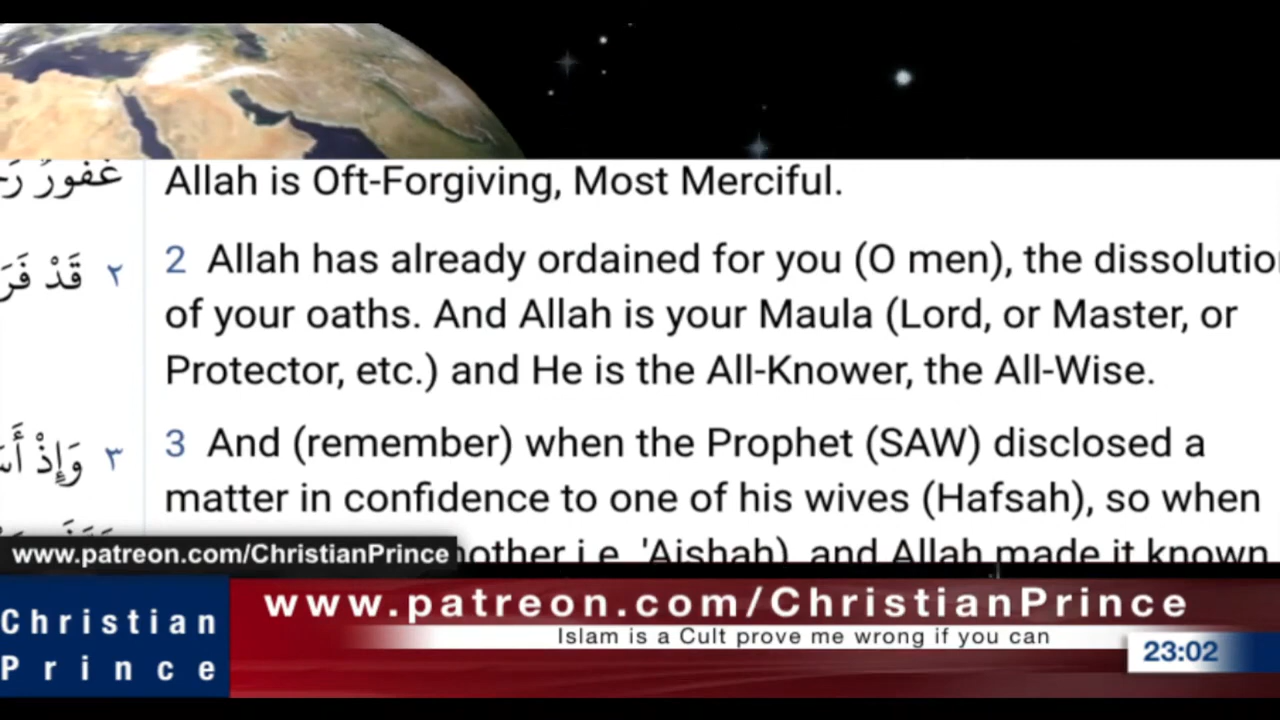 غفورٌ
Allah is Oft-Forgiving, Most Merciful.
٢ قَدْ
2 Allah has already ordained for you (O men), the
of your oaths. And Allah is your Maula (Lord, or Master, or
Protector, etc.) and He is the All-Knower, the All-Wise.
٣ وَإِذْ
3 And (remember) when the Prophet (SAW) disclosed a
matter in confidence to one of his wives (Hafsah), so when
i.e. 'Aishah), and Allah made it known
www.patreon.com/ChristianPrince
www.patreon.com/ChristianPrince
Islam is a Cult prove me wrong if you can
Christian
Prince
23:02